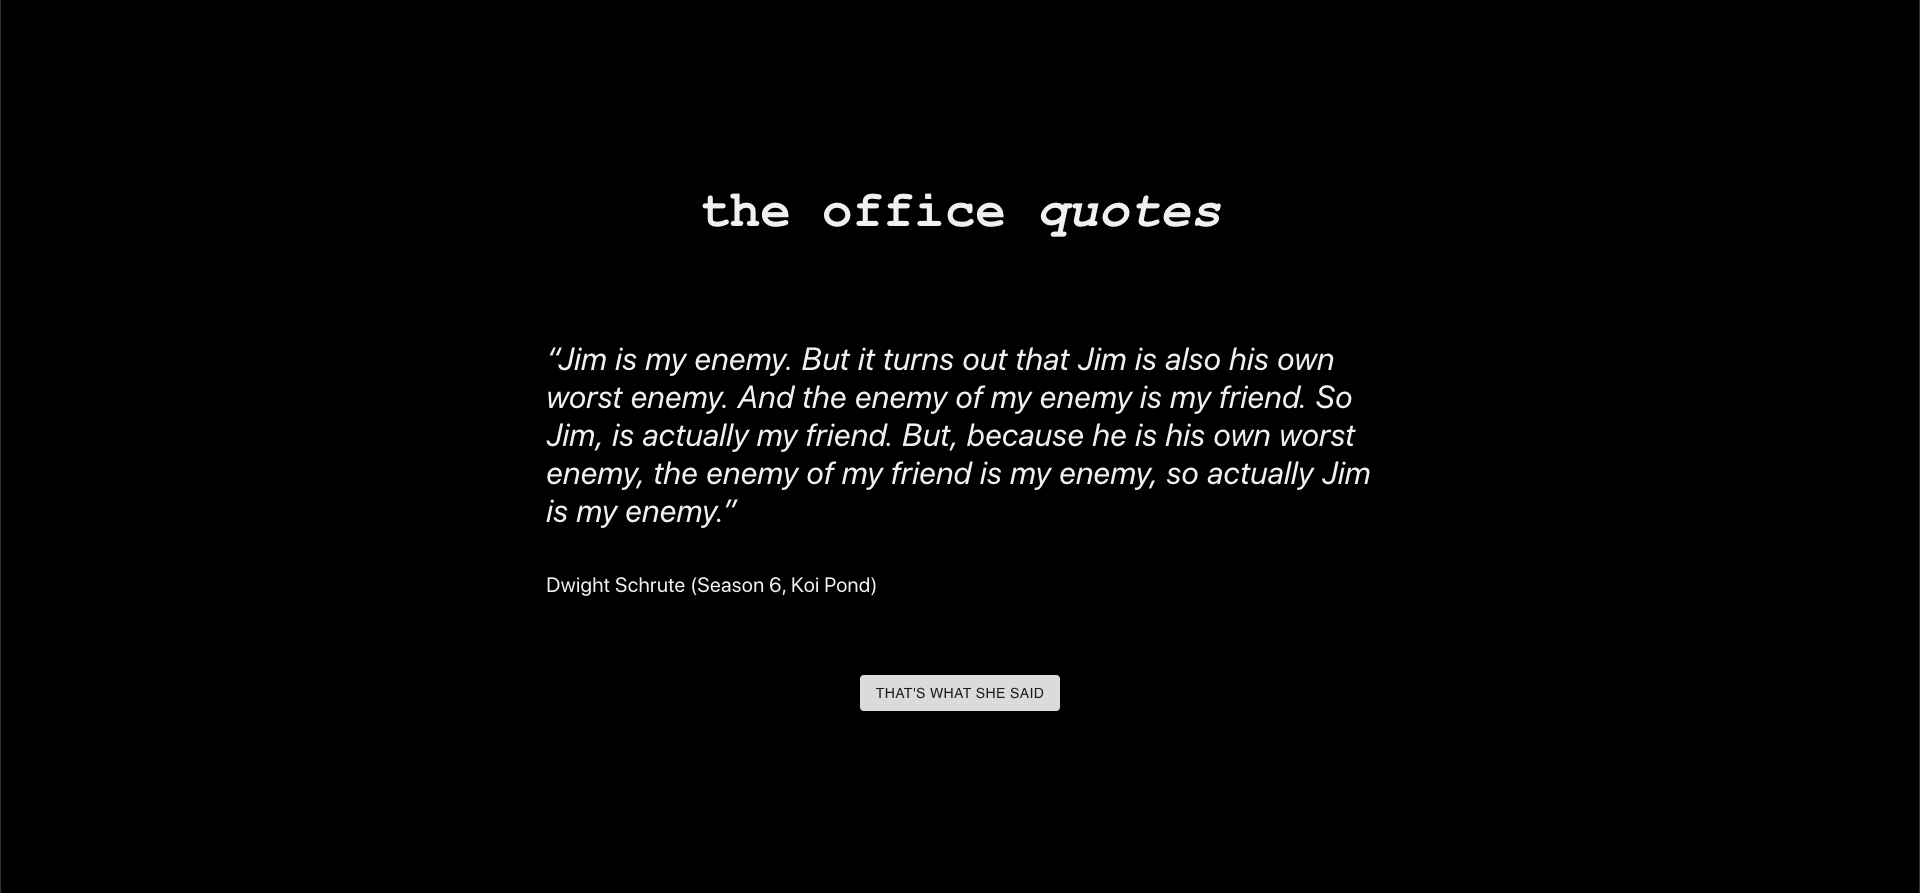 the office quotes
“Jim is my enemy. But it turns out that Jim is also his own
worst enemy. And the enemy of my enemy is my friend. So
Jim, is actually my friend. But, because he is his own worst
enemy, the enemy of my friend is my enemy, so actually Jim
is my enemy.”
Dwight Schrute (Season 6, Koi Pond)
THAT'S WHAT SHE SAID